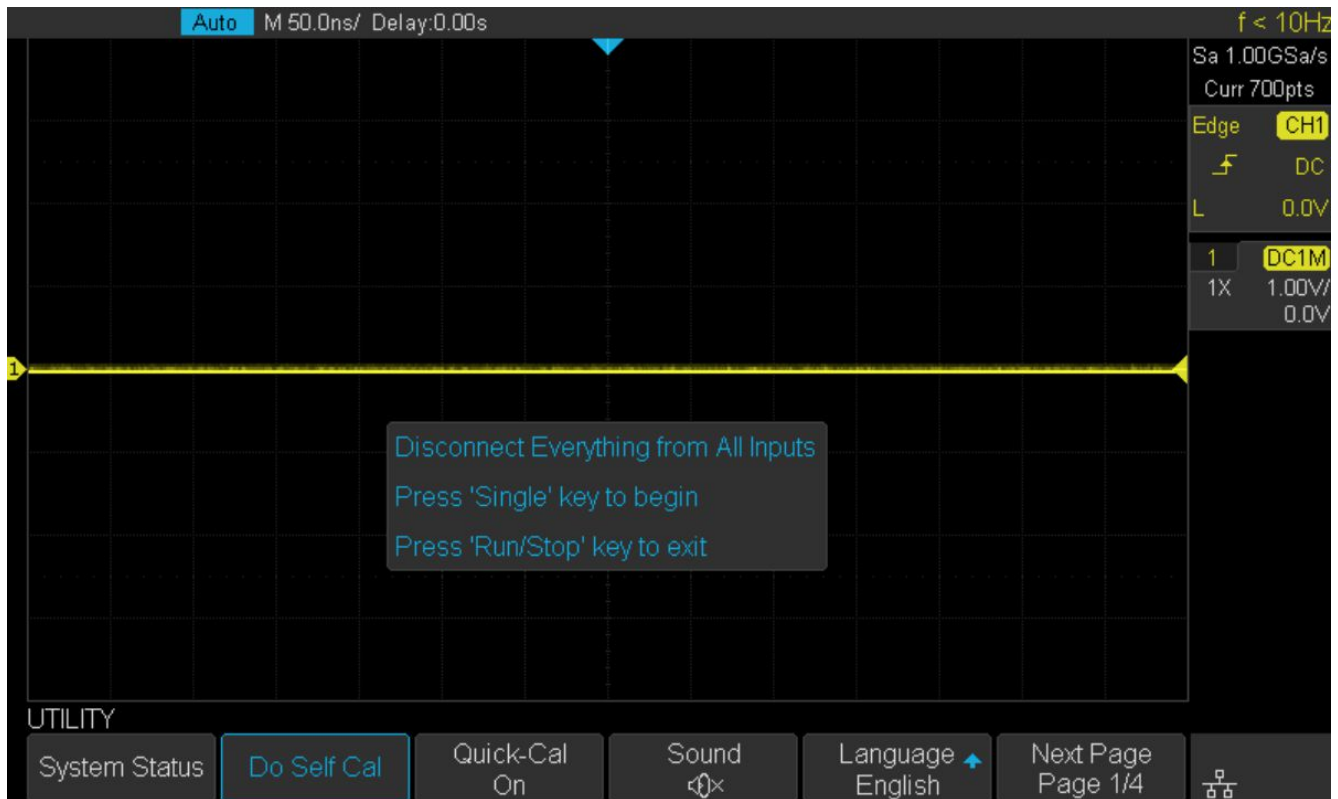 Auto M 50.0ns/ Delay:0.00s
f < 10Hz
Sa 1.00GSa/s
Curr 700pts
Edge CH1
DC
L 0.0V
1 DC1M
1X 1.00V/
0.0V
1
Disconnect Everything from All Inputs
Press 'Single' key to begin
Press 'Run/Stop' key to exit
UTILITY
System Status
Do Self Cal
Quick-Cal
On
Sound
Language
English
Next Page
Page 1/4